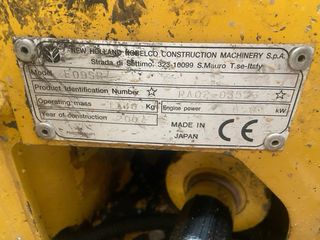 NEW HOLLAND KOBELCO CONSTRUCTION MACHINERY S.p.A.
Strada di Settimo, 323-10099 S.Mauro T.se-Italy
Model
Product Identification Number ☆ ☆
Operating mass Kg Engine power kW
Year of construction
MADE IN
JAPAN
CE